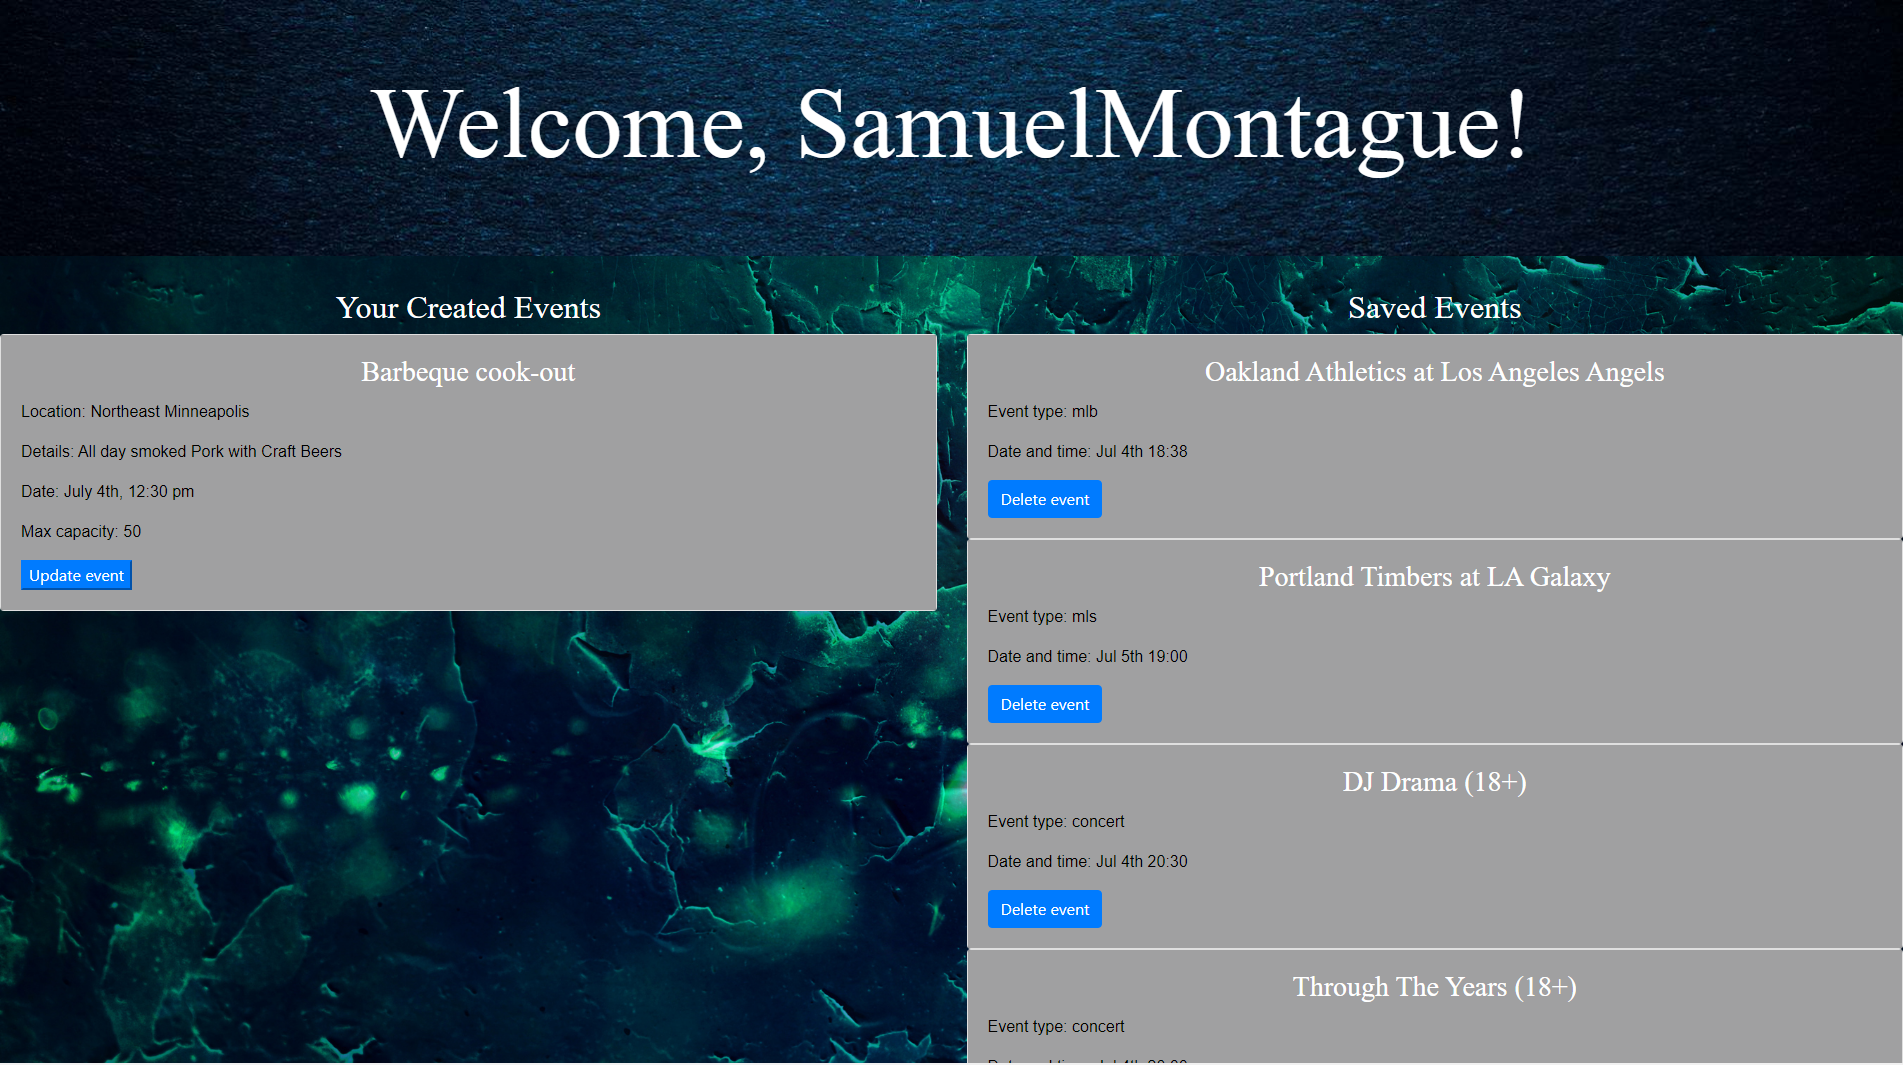 Welcome, SamuelMontague!
Your Created Events
Barbeque cook-out
Location: Northeast Minneapolis
Details: All day smoked Pork with Craft Beers
Date: July 4th, 12:30 pm
Max capacity: 50
Update event
Saved Events
Oakland Athletics at Los Angeles Angels
Event type: mlb
Date and time: Jul 4th 18:38
Delete event
Portland Timbers at LA Galaxy
Event type: mls
Date and time: Jul 5th 19:00
Delete event
DJ Drama (18+)
Event type: concert
Date and time: Jul 4th 20:30
Delete event
Through The Years (18+)
Event type: concert